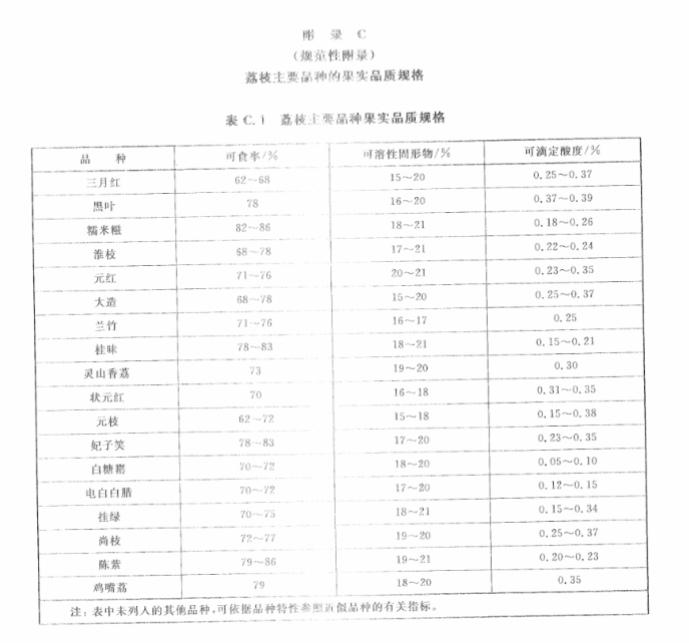 附 录 C
（规范性附录）
荔枝主要品种的果实品质规格
表 C.1 荔枝主要品种果实品质规格
品 种 可食率/% 可溶性固形物/% 可滴定酸度/%
三月红 62～68 15～20 0.25～0.37
黑叶 78 16～20 0.37～0.39
糯米糍 82～86 18～21 0.18～0.26
淮枝 68～78 17～21 0.22～0.24
元红 71～76 20～21 0.23～0.35
大造 68～78 15～20 0.25～0.37
兰竹 71～76 16～17 0.25
桂味 78～83 18～21 0.15～0.21
灵山香荔 73 19～20 0.30
状元红 70 16～18 0.31～0.35
元枝 62～72 15～18 0.15～0.38
妃子笑 78～83 17～20 0.23～0.35
白糖罂 70～72 18～20 0.05～0.10
电白白腊 70～72 17～20 0.12～0.15
挂绿 70～75 18～21 0.15～0.34
尚枝 72～77 19～20 0.25～0.37
陈紫 79～86 19～21 0.20～0.23
鸡嘴荔 79 18～20 0.35
注：表中未列入的其他品种，可依据品种特性参照近似品种的有关指标。